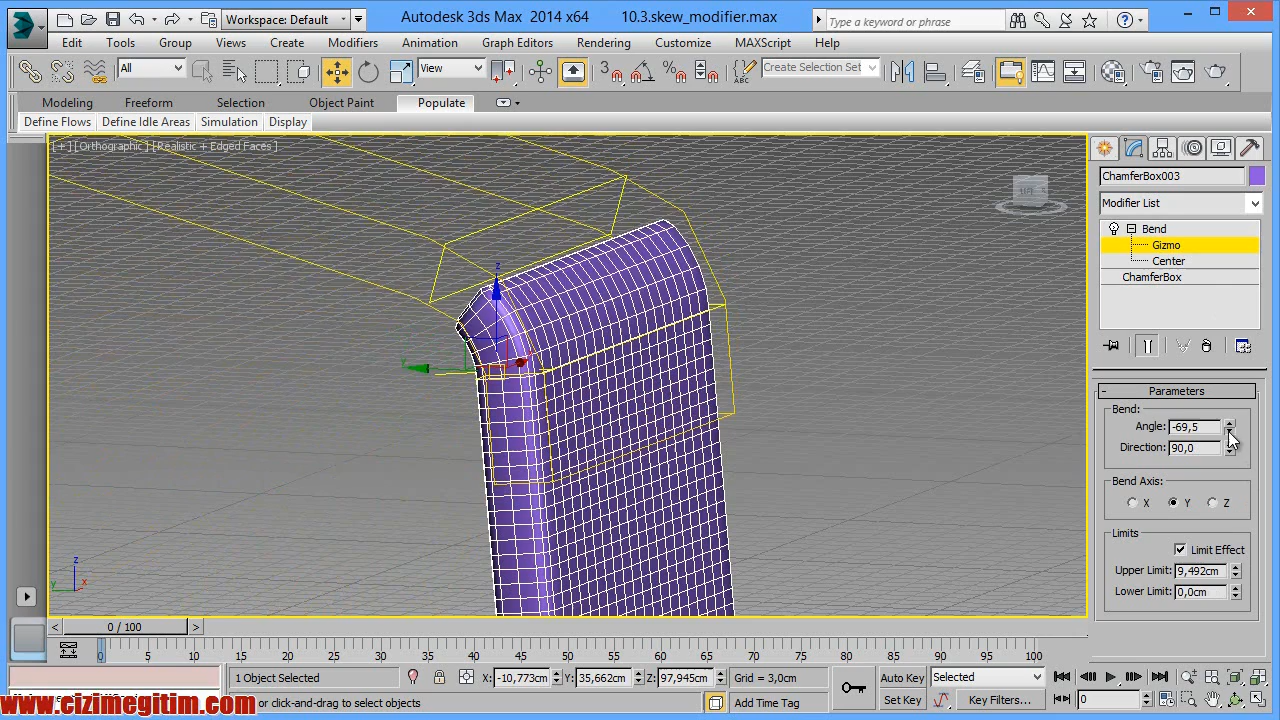 Workspace: Default
Autodesk 3ds Max 2014 x64 10.3.skew_modifier.max
Type a keyword or phrase
Edit Tools Group Views Create Modifiers Animation Graph Editors Rendering Customize MAXScript Help
All
View
3
ABC
Create Selection Set
Modeling Freeform Selection Object Paint Populate
Define Flows Define Idle Areas Simulation Display
[ + ] [Orthographic ] [Realistic + Edged Faces ]
ChamferBox003
Modifier List
Bend
Gizmo
Center
ChamferBox
Parameters
Bend:
Angle: -69,5
Direction: 90,0
Bend Axis:
X Y Z
Limits
Limit Effect
Upper Limit: 9,492cm
Lower Limit: 0,0cm
z
y
z
y x
< 0 / 100 >
0 5 10 15 20 25 30 35 40 45 50 55 60 65 70 75 80 85 90 95 100
1 Object Selected
X: -10,773cm Y: 35,662cm Z: 97,945cm
Grid = 3,0cm
Auto Key
Selected
or click-and-drag to select objects
Add Time Tag
Set Key
Key Filters...
0
www.cizimegitim.com